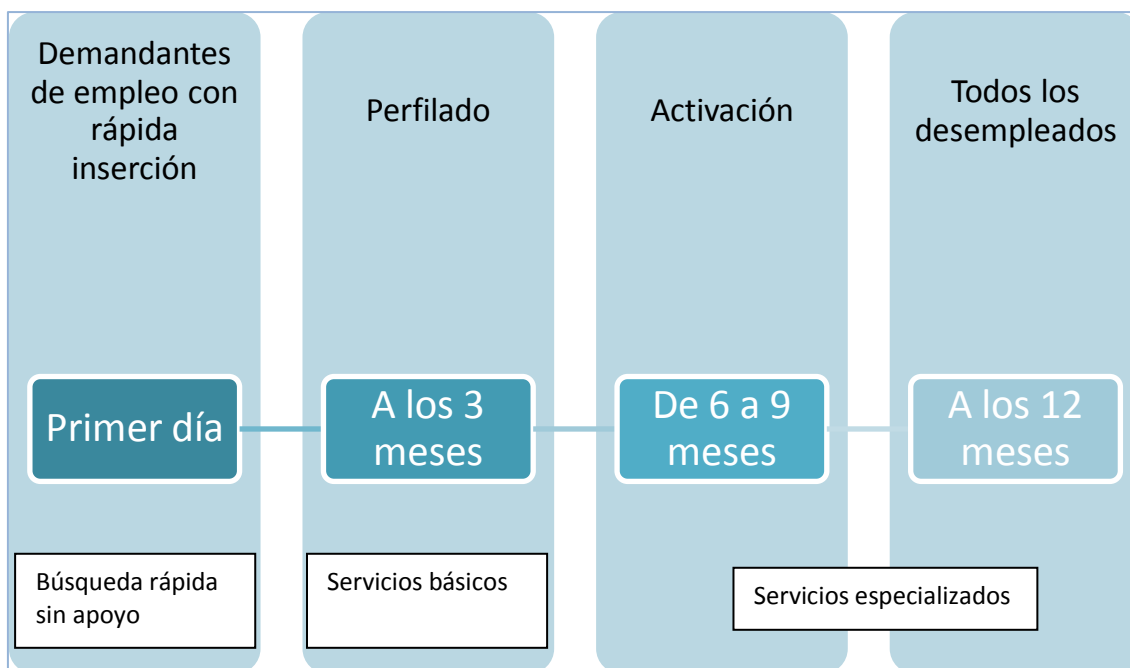 Demandantes
de empleo con
rápida
inserción
Perfilado
Activación
Todos los
desempleados
Primer día
A los 3
meses
De 6 a 9
meses
A los 12
meses
Búsqueda rápida
sin apoyo
Servicios básicos
Servicios especializados